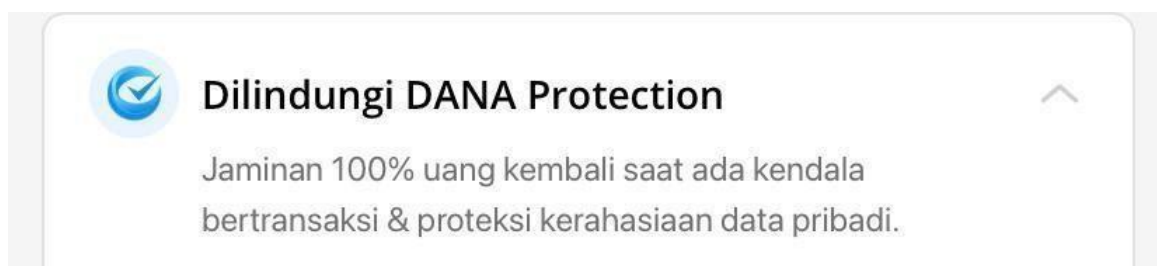 Dilindungi DANA Protection
Jaminan 100% uang kembali saat ada kendala
bertransaksi & proteksi kerahasiaan data pribadi.